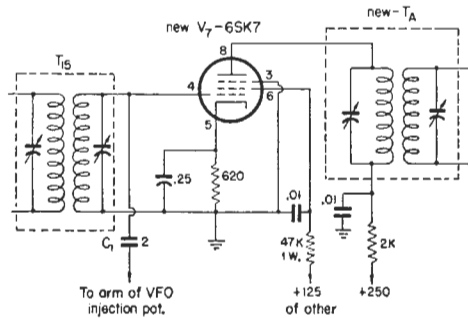 new V7-6SK7
new-TA
T15
8
3
6
4
5
.25
620
.01
.01
C1
2
47K
1 W.
2K
To arm of VFO
injection pot.
+125
of other
+250